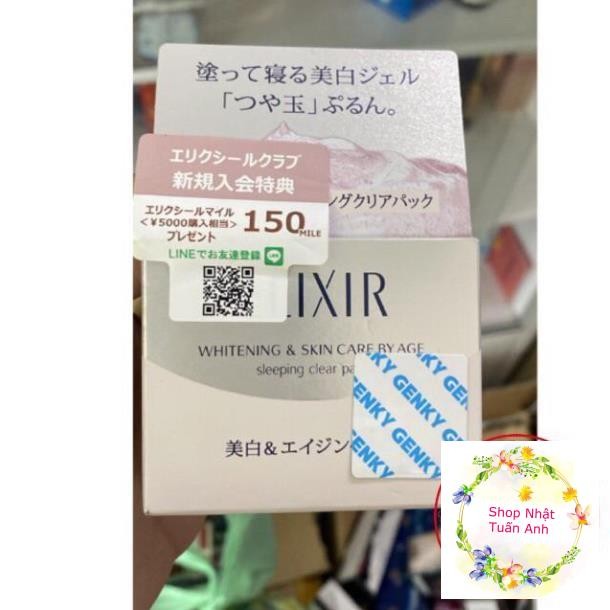 塗って寝る美白ジェル
「つや玉」ぷるん。
エリクシールクラブ
新規入会特典
エリクシールマイル
<¥5000購入相当> 150MILE
プレゼント
LINEでお友達登録 LINE
ングクリアパック
LIXIR
WHITENING & SKIN CARE BY AGE
sleeping clear pa
美白&エイジン
GENKY GENKY
GENKY GENKY
GENKY
Shop Nhật
Tuấn Anh